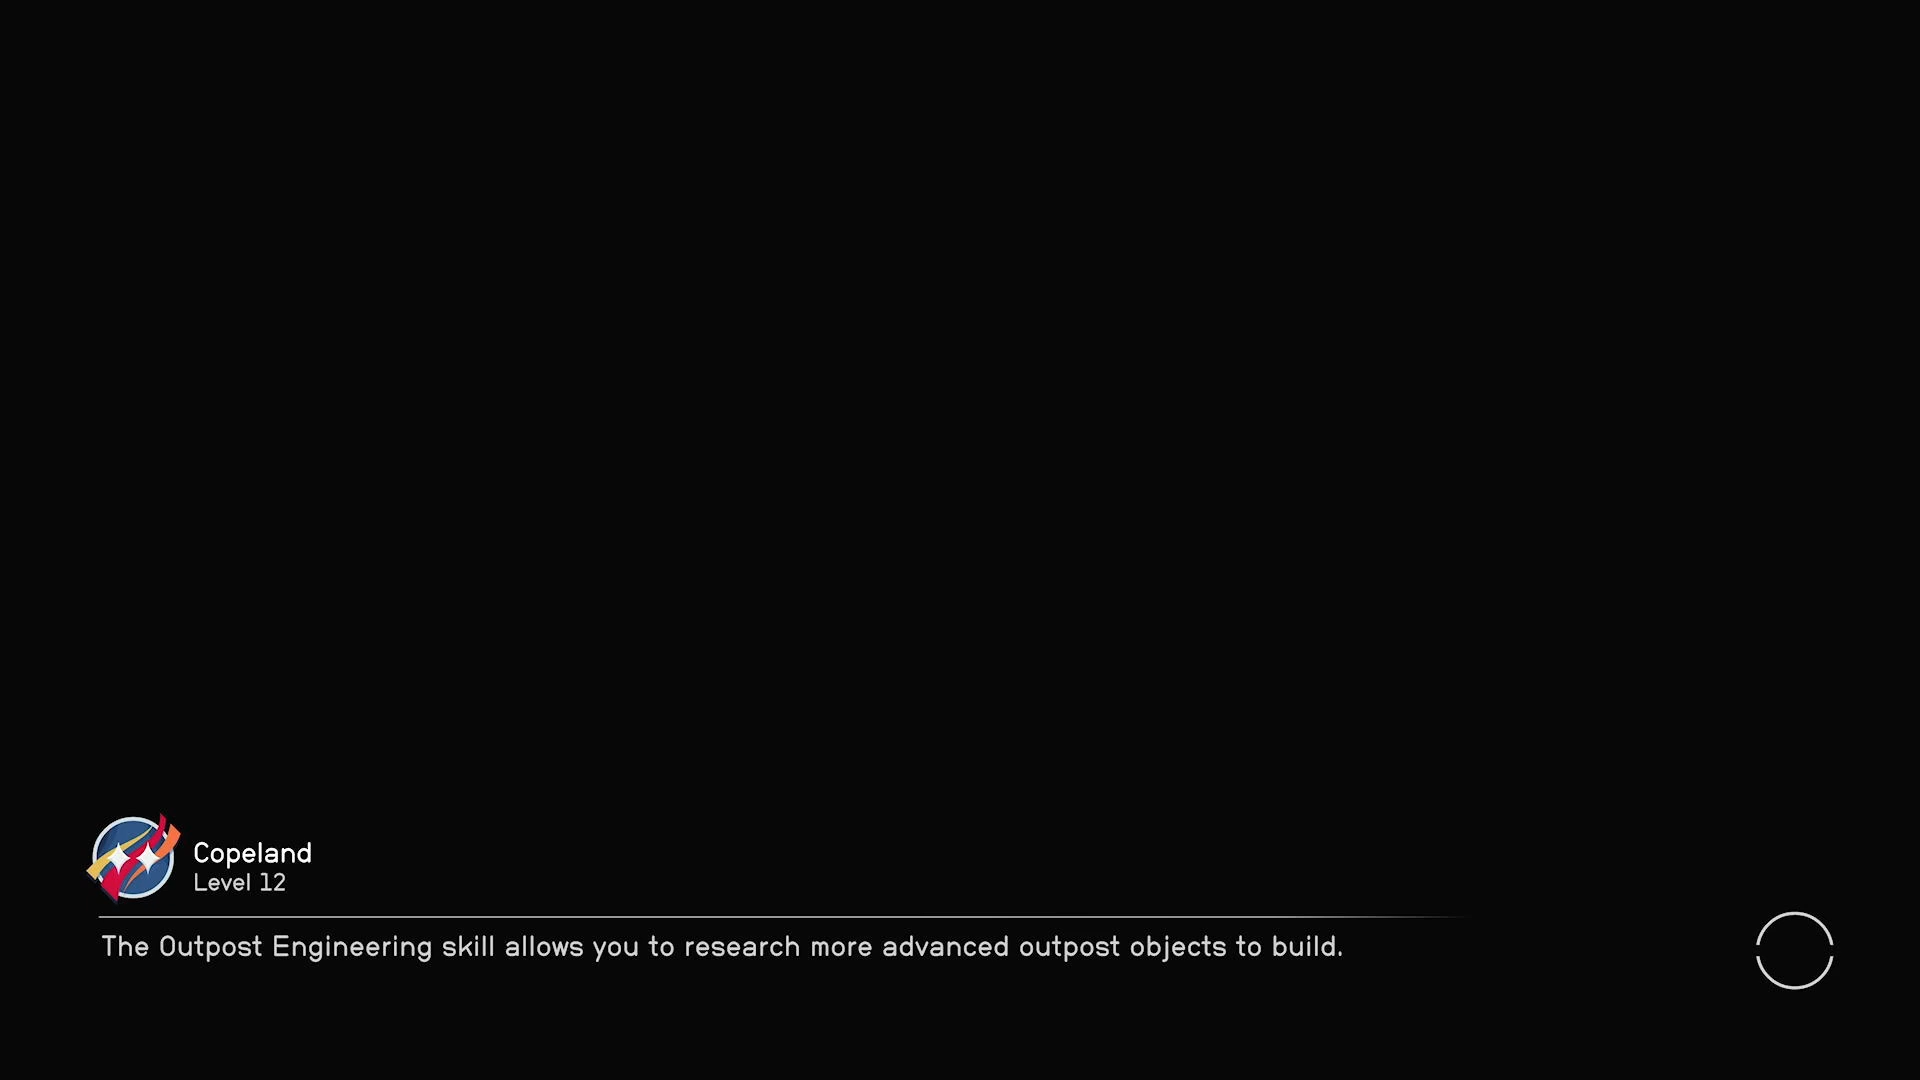 Copeland
Level 12
The Outpost Engineering skill allows you to research more advanced outpost objects to build.